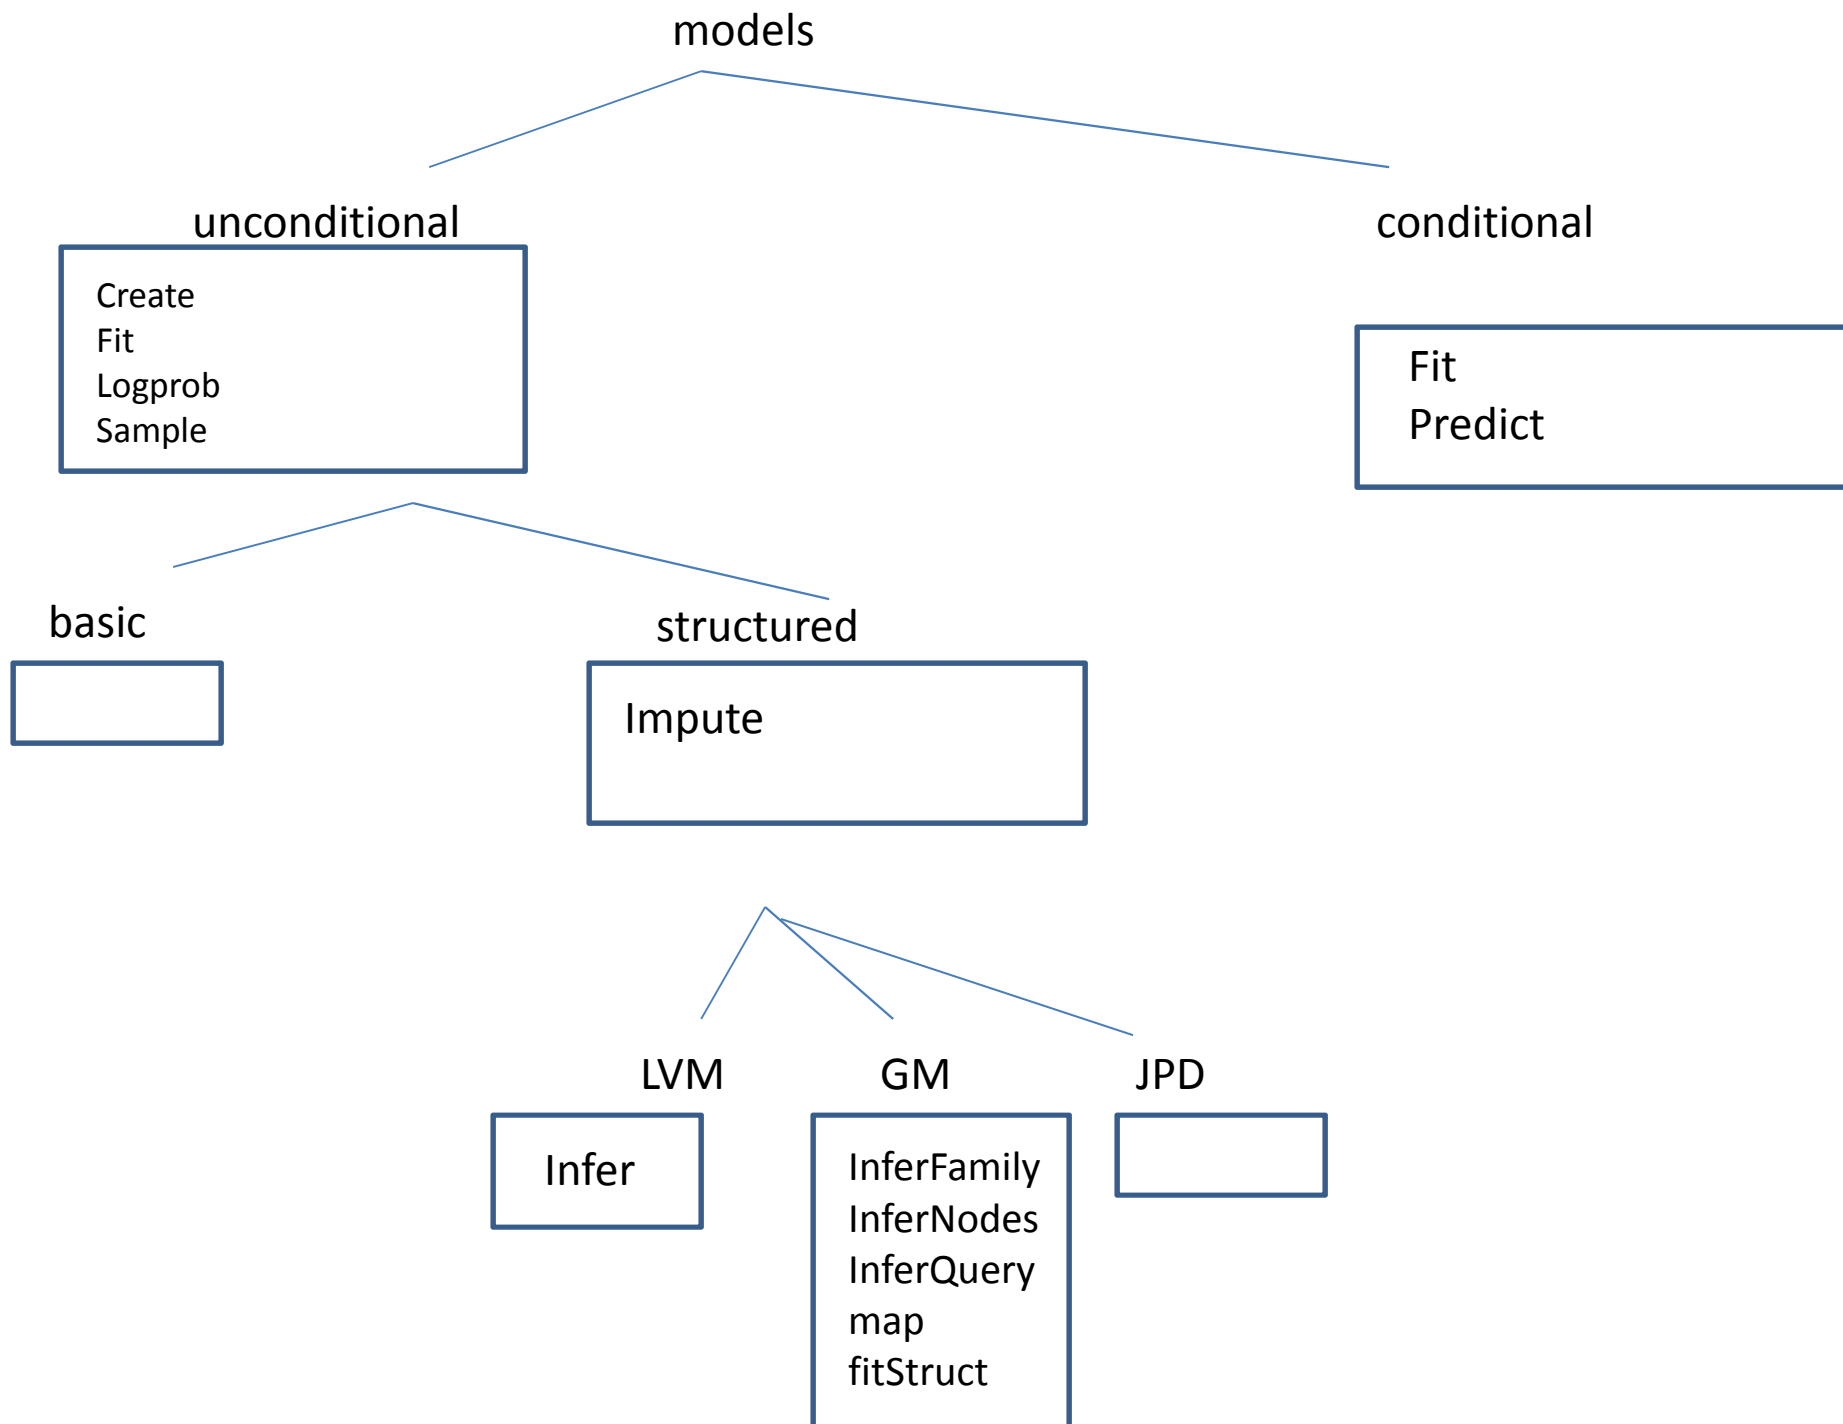 models
unconditional
conditional
Create
Fit
Logprob
Sample
Fit
Predict
basic
structured
Impute
LVM
GM
JPD
Infer
InferFamily
InferNodes
InferQuery
map
fitStruct